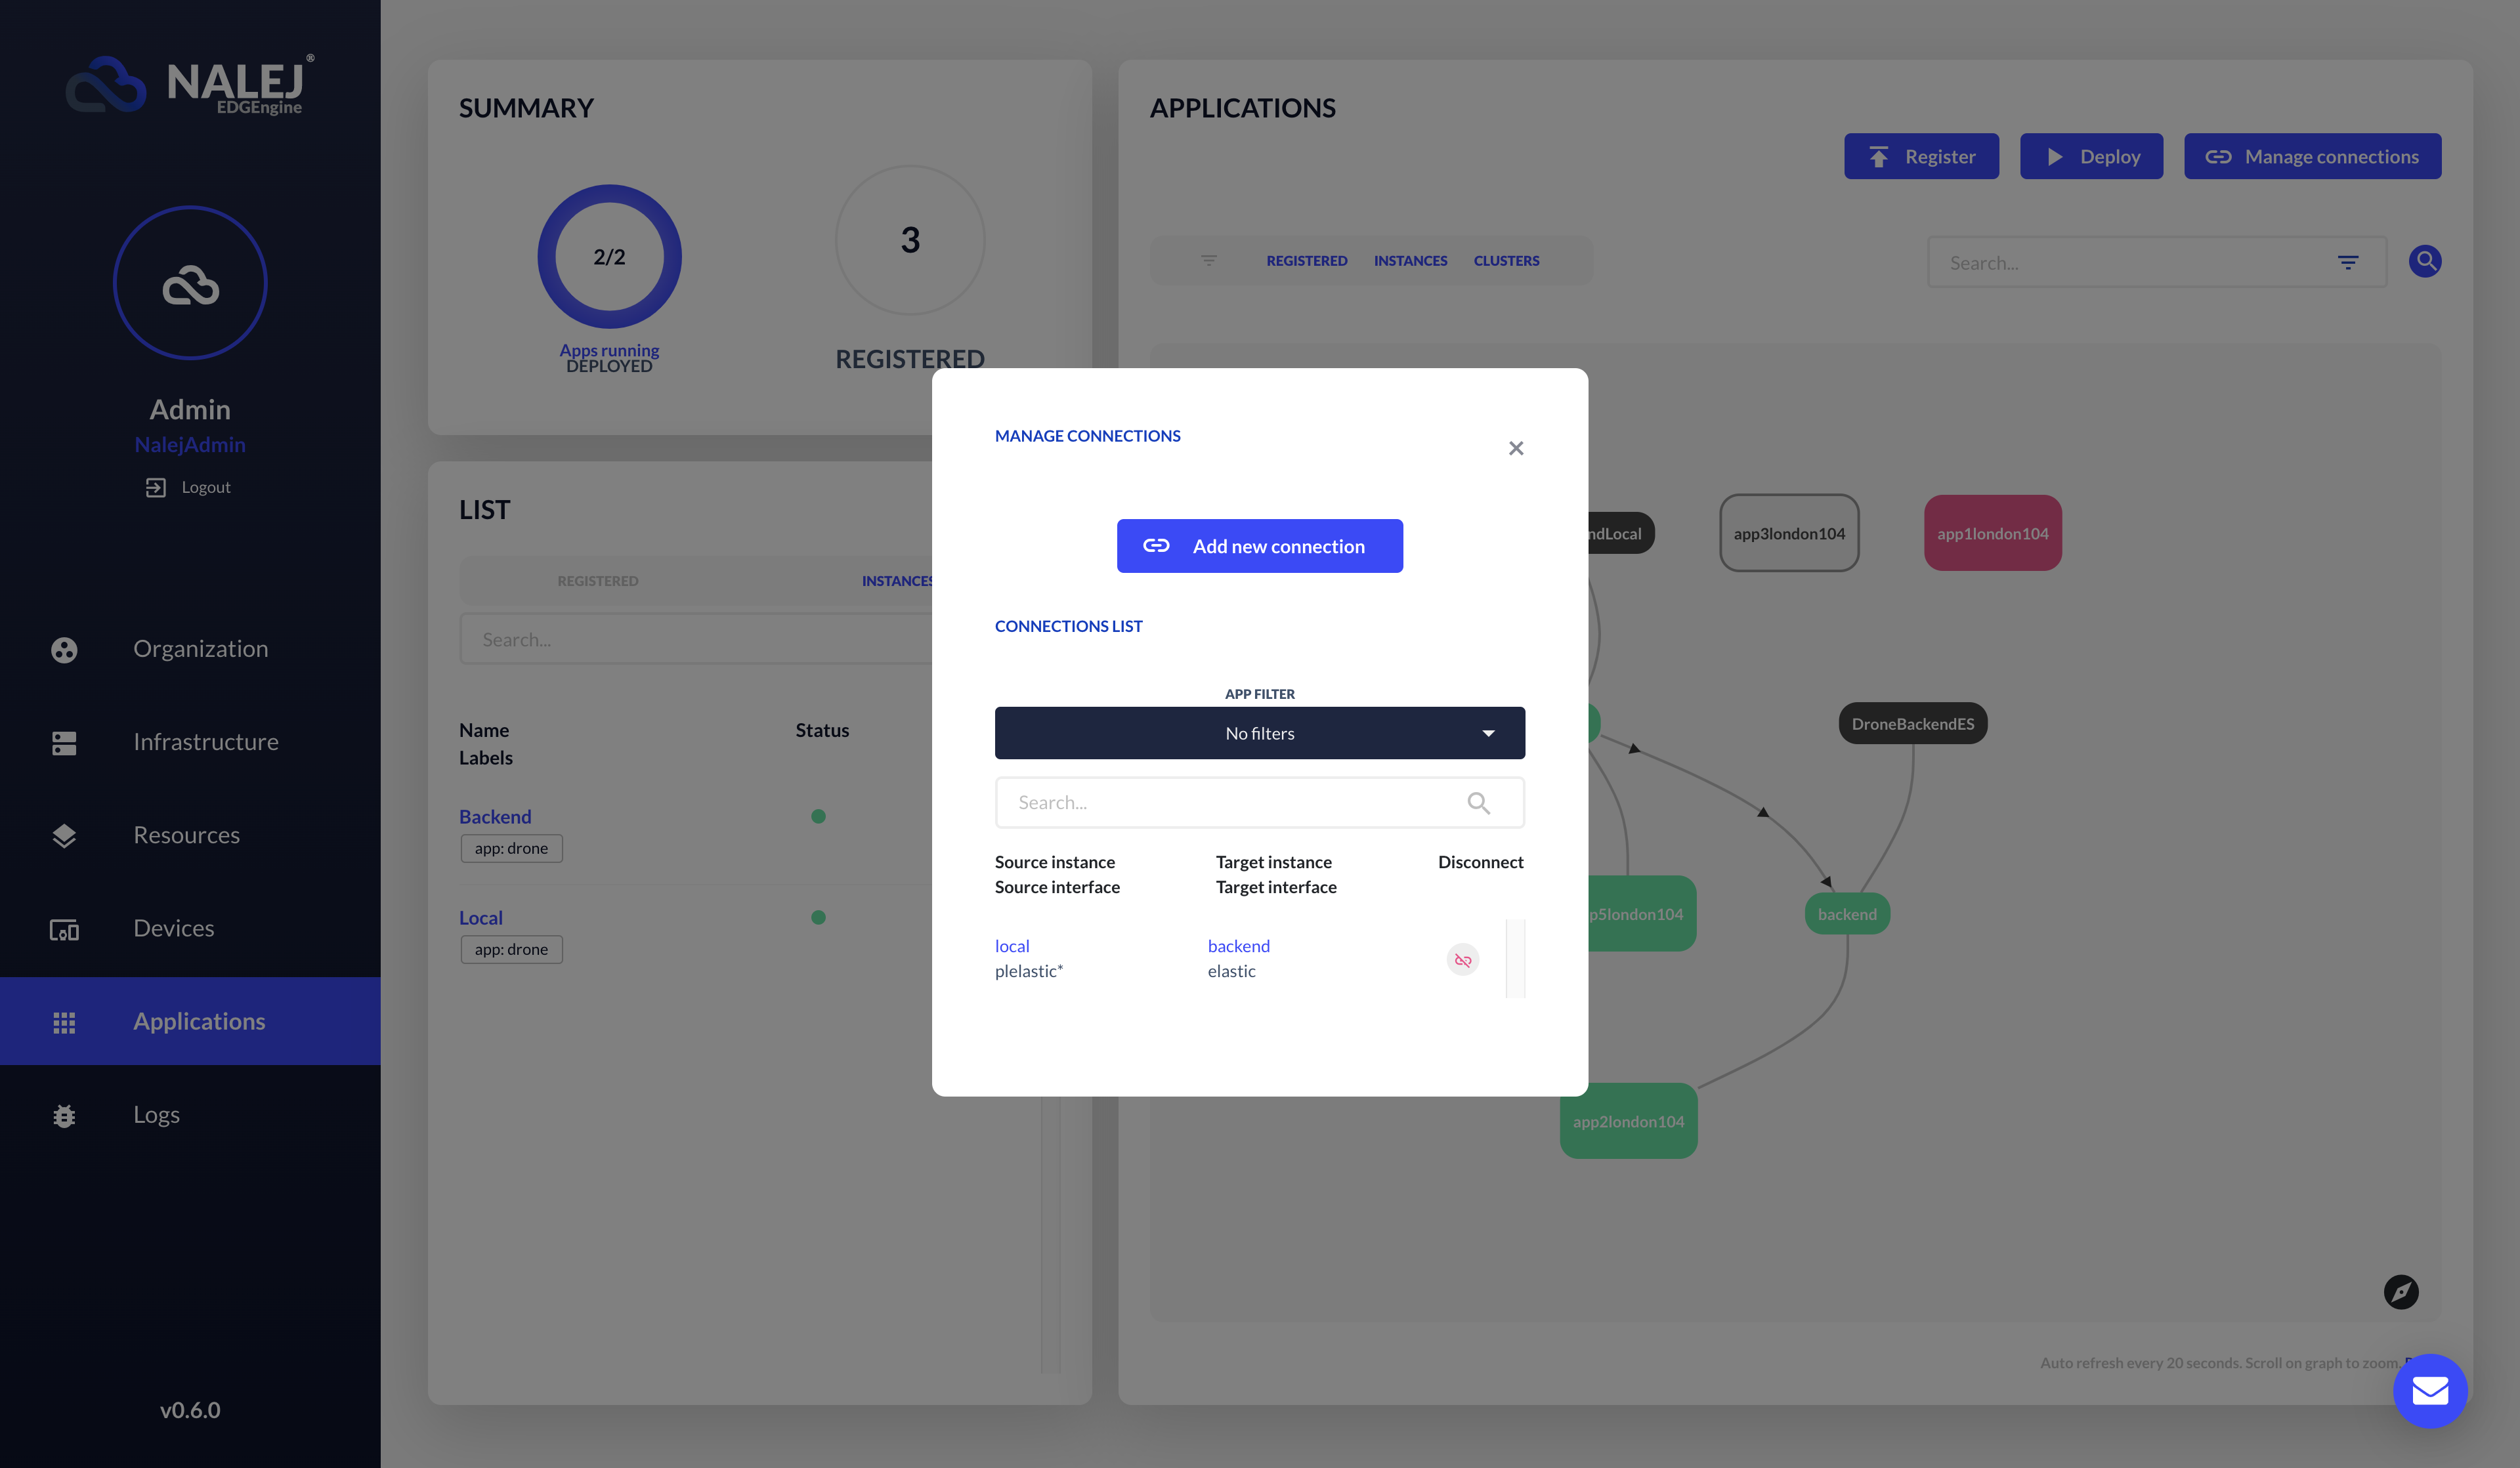 NALEJ®
EDGEngine
Admin
NalejAdmin
Logout
Organization
Infrastructure
Resources
Devices
Applications
Logs
v0.6.0
SUMMARY
2/2
Apps running
DEPLOYED
3
REGISTERED
LIST
REGISTERED
INSTANCES
Search...
Name
Labels
Status
Backend
app: drone
Local
app: drone
APPLICATIONS
Register
Deploy
Manage connections
REGISTERED
INSTANCES
CLUSTERS
Search...
ndLocal
app3london104
app1london104
DroneBackendES
p5london104
backend
app2london104
Auto refresh every 20 seconds. Scroll on graph to zoom.
MANAGE CONNECTIONS
×
Add new connection
CONNECTIONS LIST
APP FILTER
No filters
Search...
Source instance
Source interface
Target instance
Target interface
Disconnect
local
plelastic*
backend
elastic